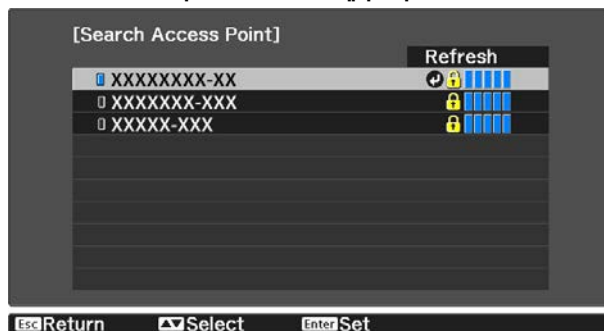 [Search Access Point]
Refresh
XXXXXXXX-XX
XXXXXXX-XXX
XXXXX-XXX
Esc Return Select Enter Set